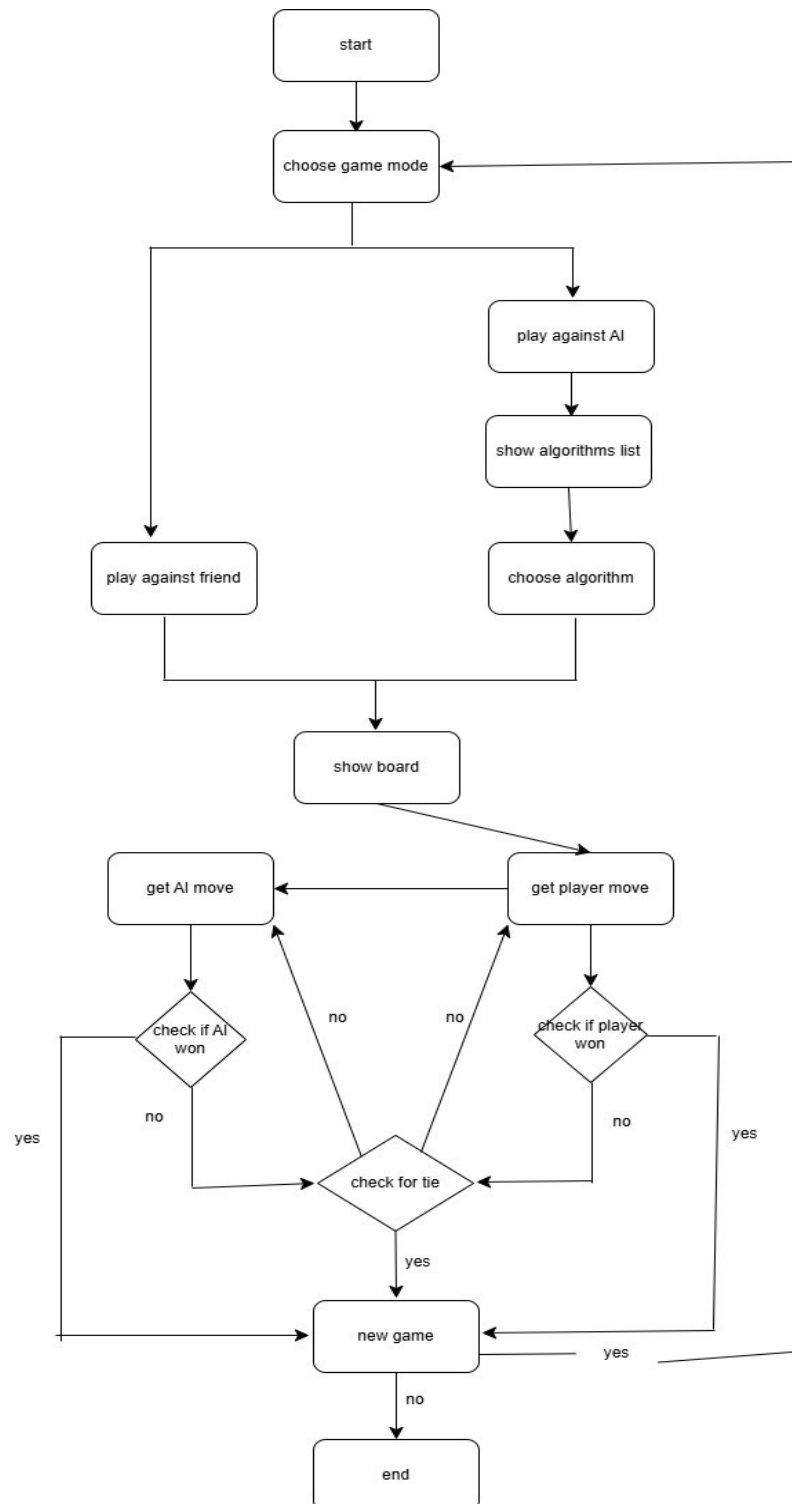 start
choose game mode
play against AI
show algorithms list
play against friend
choose algorithm
show board
get AI move
get player move
no
no
check if AI
won
check if player
won
yes
no
no
yes
check for tie
yes
new game
yes
no
end